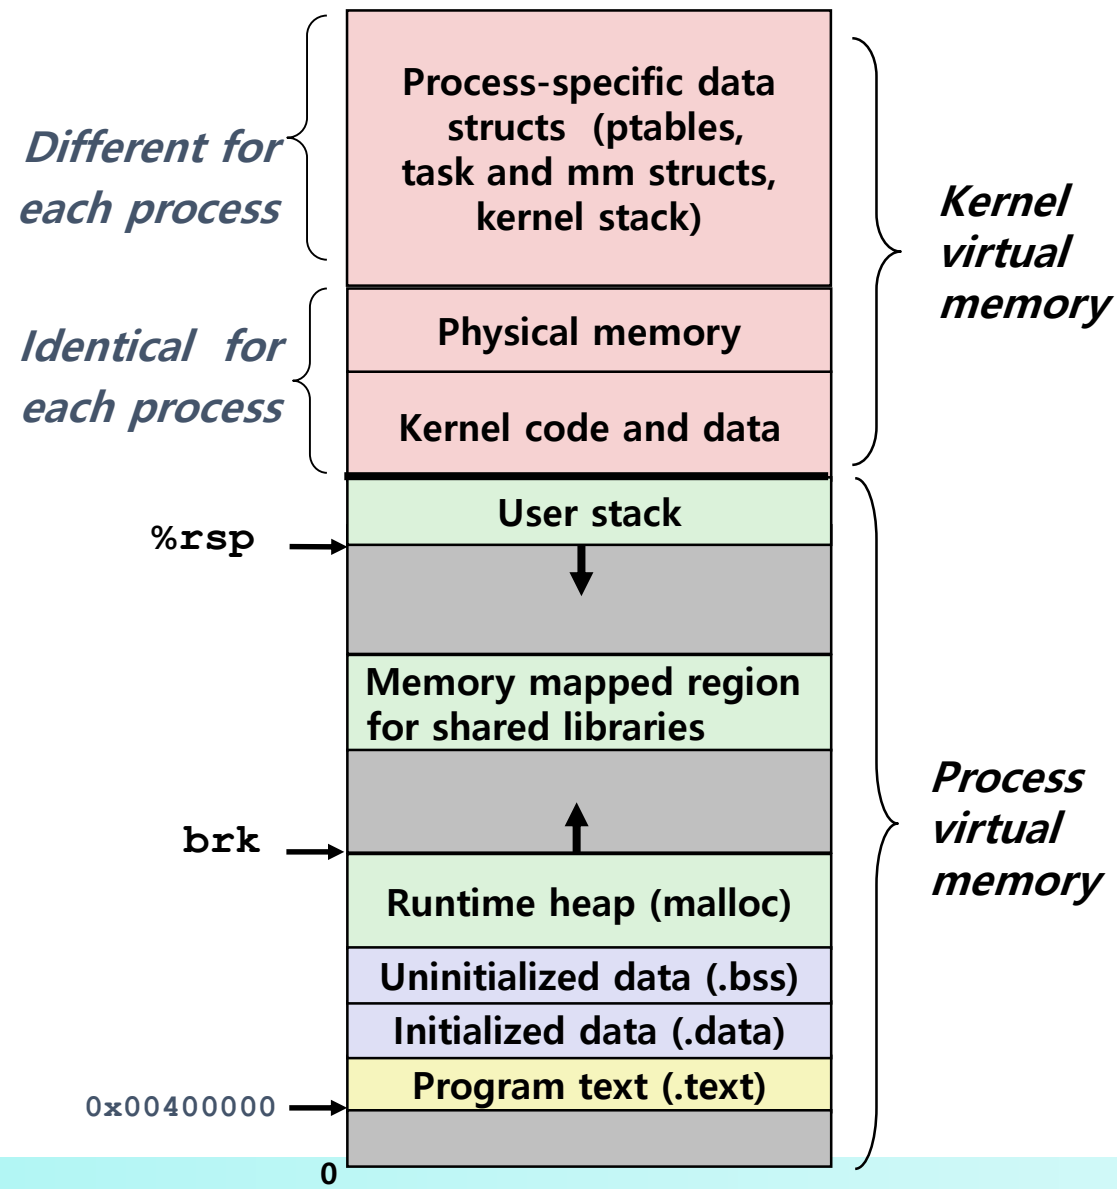 Process-specific data
structs (ptables,
task and mm structs,
kernel stack)
Different for
each process
Kernel
virtual
memory
Physical memory
Identical for
each process
Kernel code and data
User stack
%rsp
Memory mapped region
for shared libraries
Process
virtual
memory
brk
Runtime heap (malloc)
Uninitialized data (.bss)
Initialized data (.data)
Program text (.text)
0x00400000
0